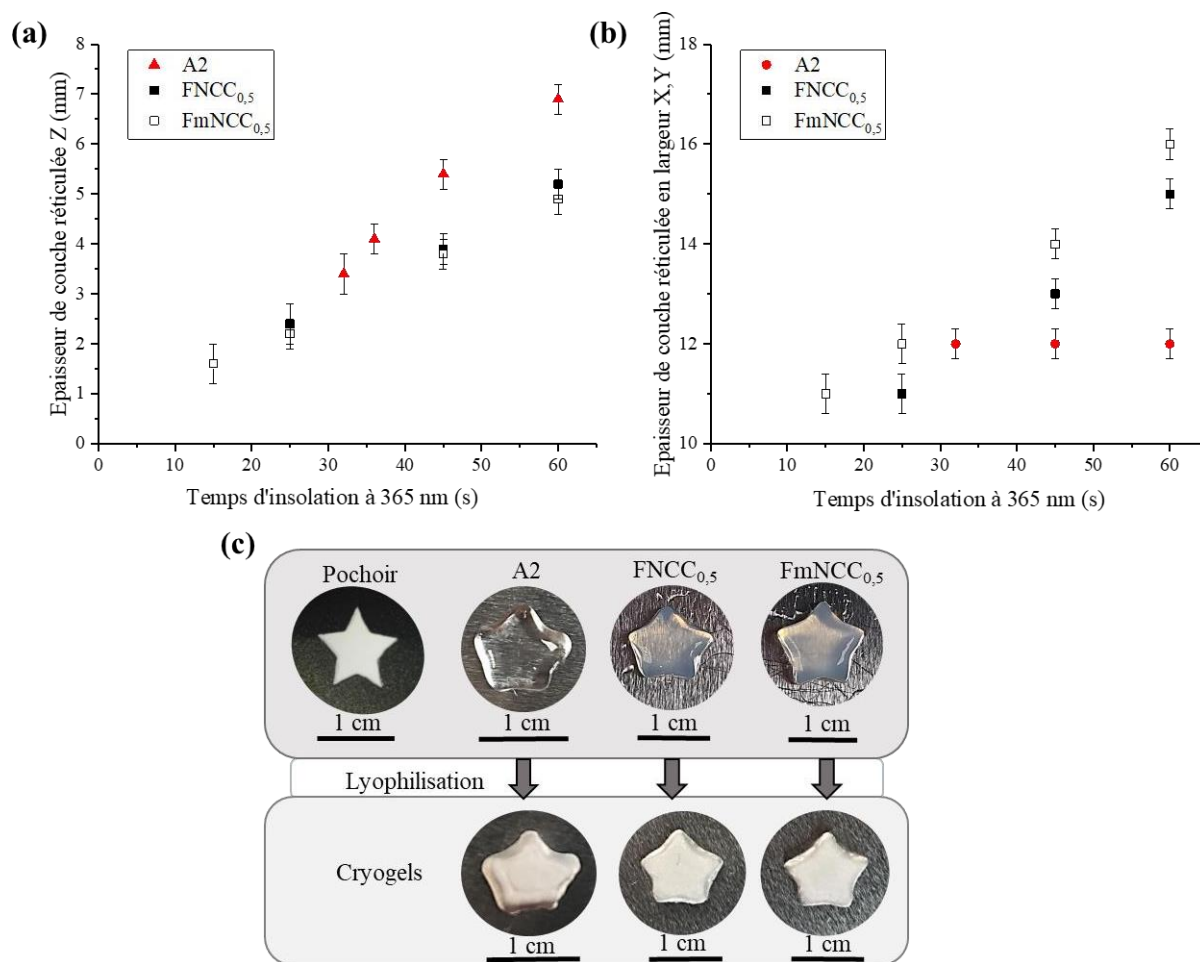 (a)
Epaisseur de couche réticulée Z (mm)
8
7
6
5
4
3
2
1
0
A2
FNCC0,5
FmNCC0,5
0 10 20 30 40 50 60
Temps d'insolation à 365 nm (s)
(b)
Epaisseur de couche réticulée en largeur X,Y (mm)
18
16
14
12
10
A2
FNCC0,5
FmNCC0,5
0 10 20 30 40 50 60
Temps d'insolation à 365 nm (s)
(c)
Pochoir A2 FNCC0,5 FmNCC0,5
1 cm 1 cm 1 cm 1 cm
Lyophilisation
Cryogels
1 cm 1 cm 1 cm